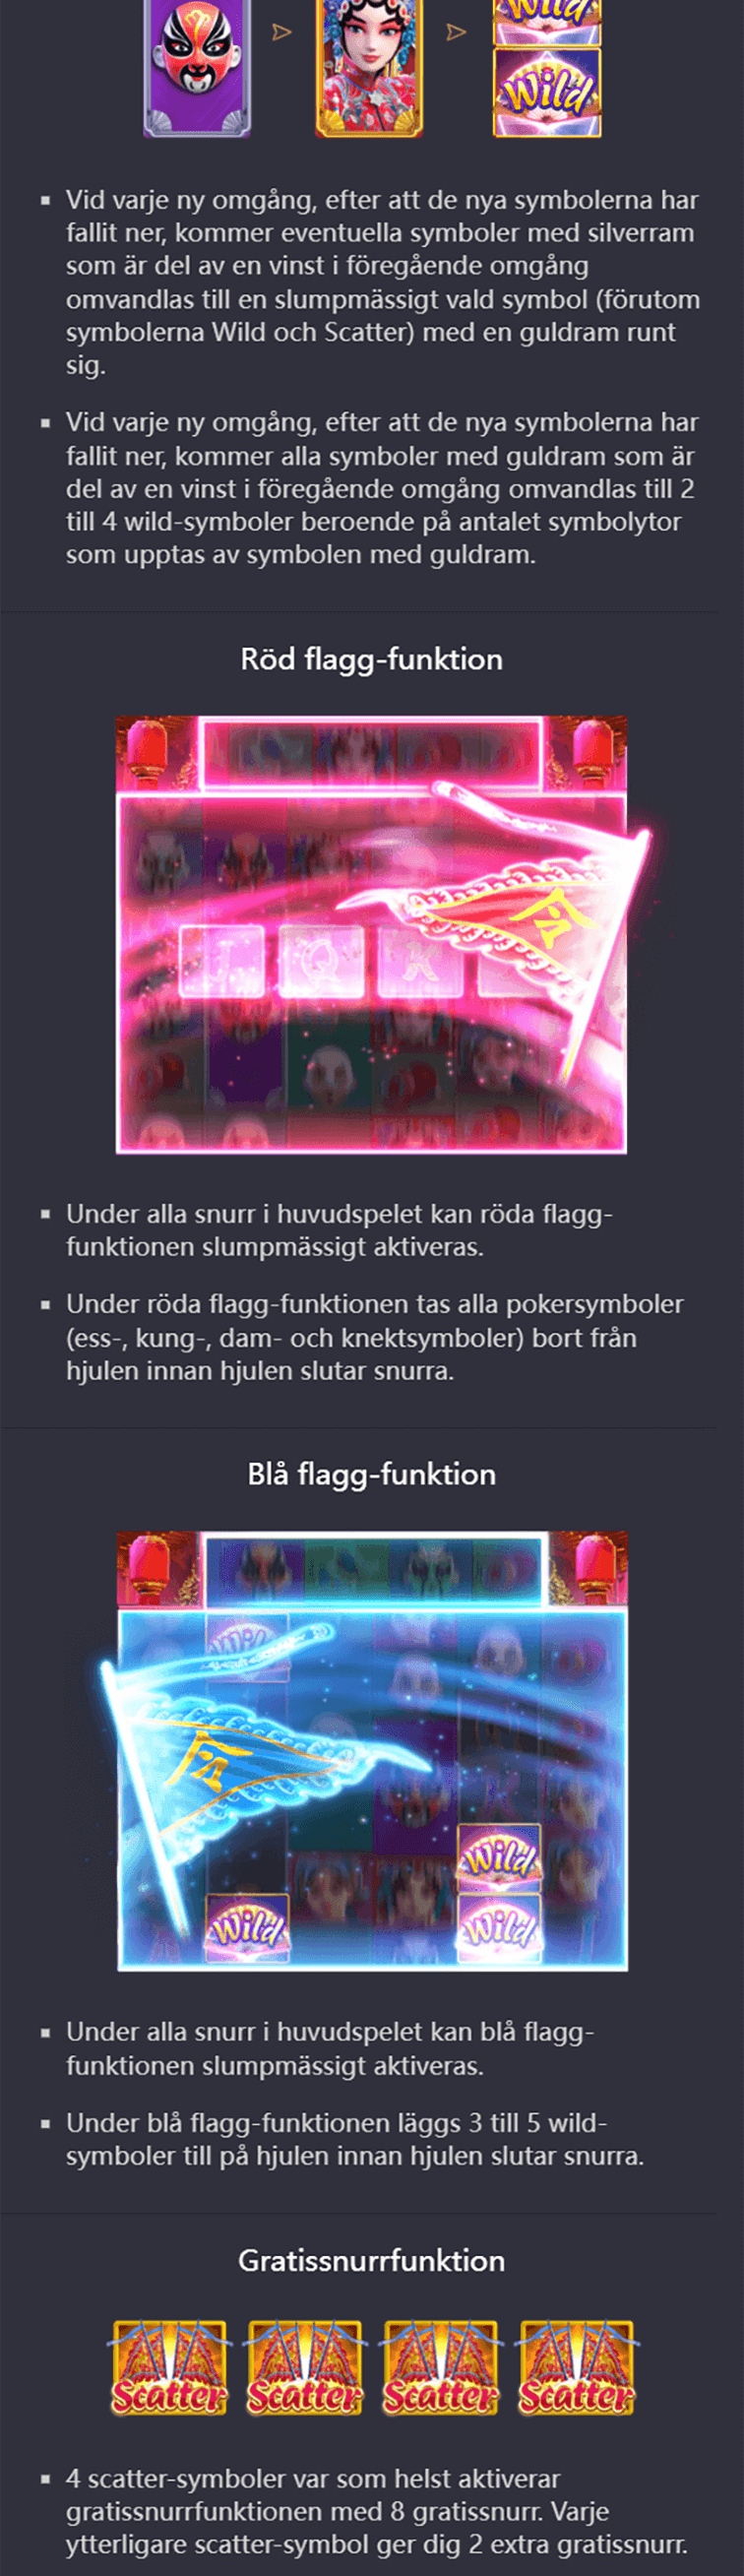 Wild
Wild
Vid varje ny omgång, efter att de nya symbolerna har
fallit ner, kommer eventuella symboler med silverram
som är del av en vinst i föregående omgång
omvandlas till en slumpmässigt vald symbol (förutom
symbolerna Wild och Scatter) med en guldram runt
sig.
Vid varje ny omgång, efter att de nya symbolerna har
fallit ner, kommer alla symboler med guldram som är
del av en vinst i föregående omgång omvandlas till 2
till 4 wild-symboler beroende på antalet symbolytor
som upptas av symbolen med guldram.
Röd flagg-funktion
令
J Q K
Under alla snurr i huvudspelet kan röda flagg-
funktionen slumpmässigt aktiveras.
Under röda flagg-funktionen tas alla pokersymboler
(ess-, kung-, dam- och knektsymboler) bort från
hjulen innan hjulen slutar snurra.
Blå flagg-funktion
Wild
令
Wild
Wild Wild
Under alla snurr i huvudspelet kan blå flagg-
funktionen slumpmässigt aktiveras.
Under blå flagg-funktionen läggs 3 till 5 wild-
symboler till på hjulen innan hjulen slutar snurra.
Gratissnurrfunktion
Scatter Scatter Scatter Scatter
4 scatter-symboler var som helst aktiverar
gratissnurrfunktionen med 8 gratissnurr. Varje
ytterligare scatter-symbol ger dig 2 extra gratissnurr.